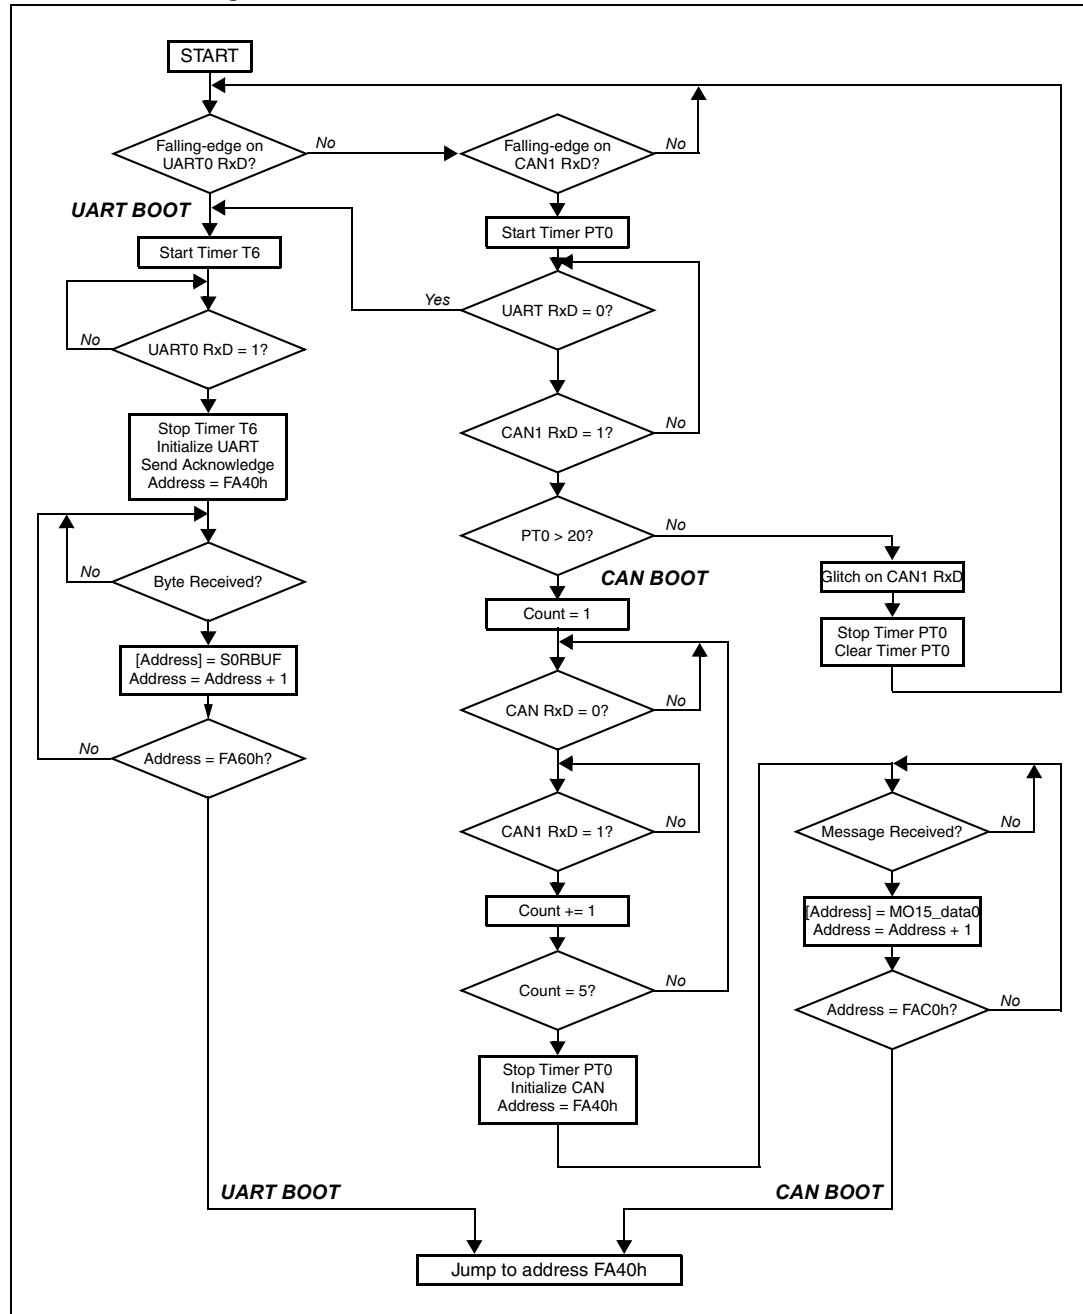 START
Falling-edge on
UART0 RxD?
No
Falling-edge on
CAN1 RxD?
No
UART BOOT
Start Timer T6
Start Timer PT0
Yes
UART RxD = 0?
No
UART0 RxD = 1?
CAN1 RxD = 1?
No
Stop Timer T6
Initialize UART
Send Acknowledge
Address = FA40h
PT0 > 20?
No
No
Byte Received?
CAN BOOT
Glitch on CAN1 RxD
Count = 1
Stop Timer PT0
Clear Timer PT0
[Address] = S0RBUF
Address = Address + 1
CAN RxD = 0?
No
No
Address = FA60h?
CAN1 RxD = 1?
No
Message Received?
No
Count += 1
[Address] = MO15_data0
Address = Address + 1
Count = 5?
No
Address = FAC0h?
No
Stop Timer PT0
Initialize CAN
Address = FA40h
UART BOOT
CAN BOOT
Jump to address FA40h